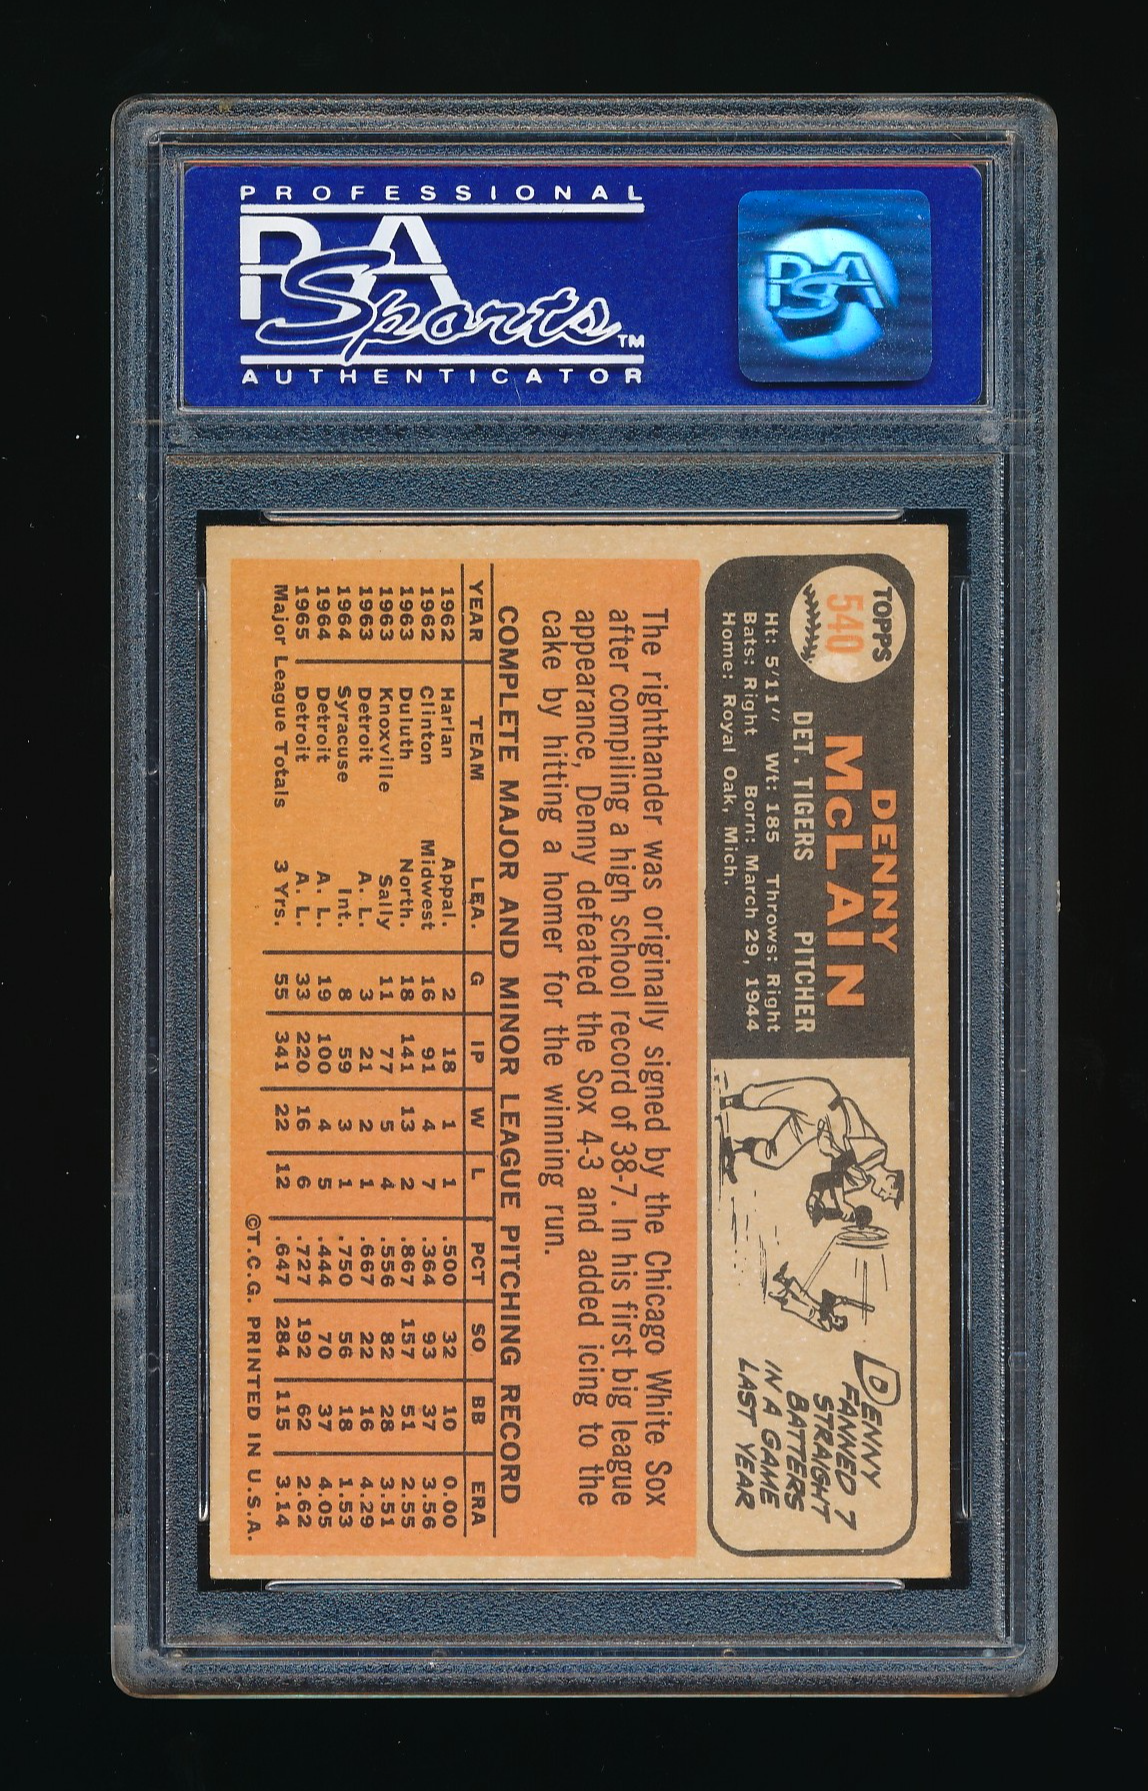 PROFESSIONAL
PSA
Sports™
AUTHENTICATOR
PSA
TOPPS
540
DENNY
McLAIN
DET. TIGERS PITCHER
Ht: 5'11" Wt: 185 Throws: Right
Bats: Right Born: March 29, 1944
Home: Royal Oak, Mich.
DENNY
FANNED 7
STRAIGHT
BATTERS
IN A GAME
LAST YEAR
The righthander was originally signed by the Chicago White Sox
after compiling a high school record of 38-7. In his first big league
appearance, Denny defeated the Sox 4-3 and added icing to the
cake by hitting a homer for the winning run.
COMPLETE MAJOR AND MINOR LEAGUE PITCHING RECORD
YEAR TEAM LEA. G IP W L PCT SO BB ERA
1962 Harlan Appal. 2 18 1 1 .500 32 10 0.00
1962 Clinton Midwest 16 91 4 7 .364 93 37 3.56
1963 Duluth North. 18 141 13 2 .867 157 51 2.55
1963 Knoxville Sally 11 77 5 4 .556 82 28 3.51
1963 Detroit A. L. 3 21 2 1 .667 22 16 4.29
1964 Syracuse Int. 8 59 3 1 .750 56 18 1.53
1964 Detroit A. L. 19 100 4 5 .444 70 37 4.05
1965 Detroit A. L. 33 220 16 6 .727 192 62 2.62
Major League Totals 3 Yrs. 55 341 22 12 .647 284 115 3.14
©T.C.G. PRINTED IN U.S.A.